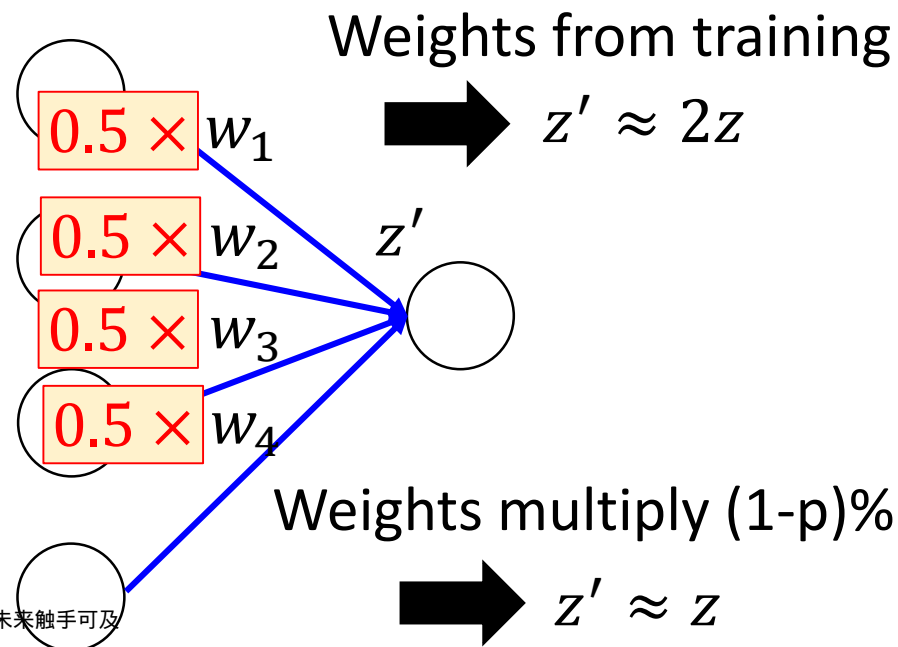 Weights from training
0.5 × w₁
z′ ≈ 2z
0.5 × w₂
z′
0.5 × w₃
0.5 × w₄
Weights multiply (1-p)%
z′ ≈ z
未来触手可及